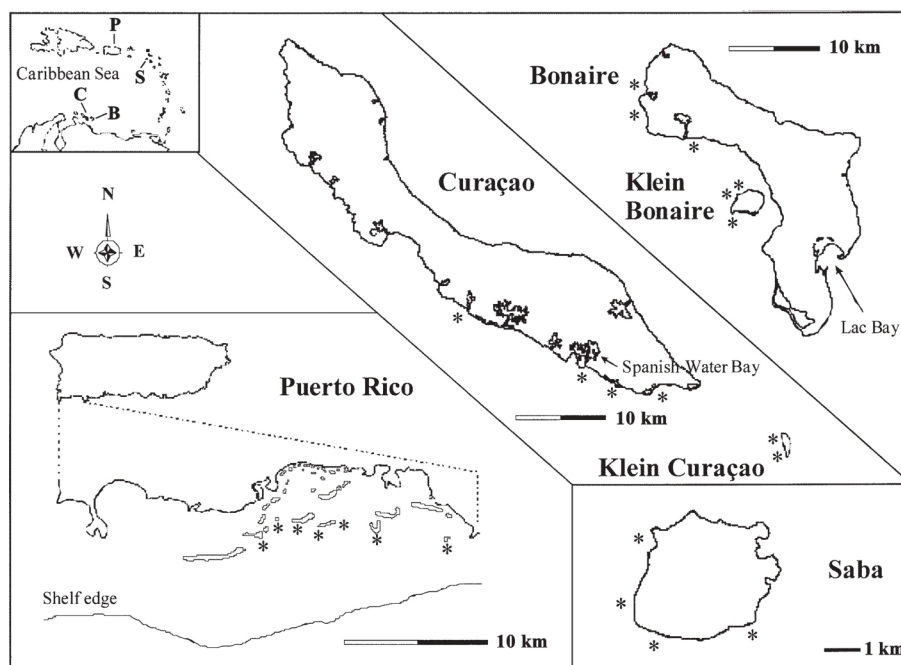 P
Caribbean Sea
S
C
B
N
W E
S
Curaçao
Spanish-Water Bay
10 km
10 km
Bonaire
*
*
*
Klein
Bonaire
* *
*
Lac Bay
*
*
*
*
Klein Curaçao
*
*
Puerto Rico
* * * * * * *
Shelf edge
10 km
Saba
*
*
*
*
1 km